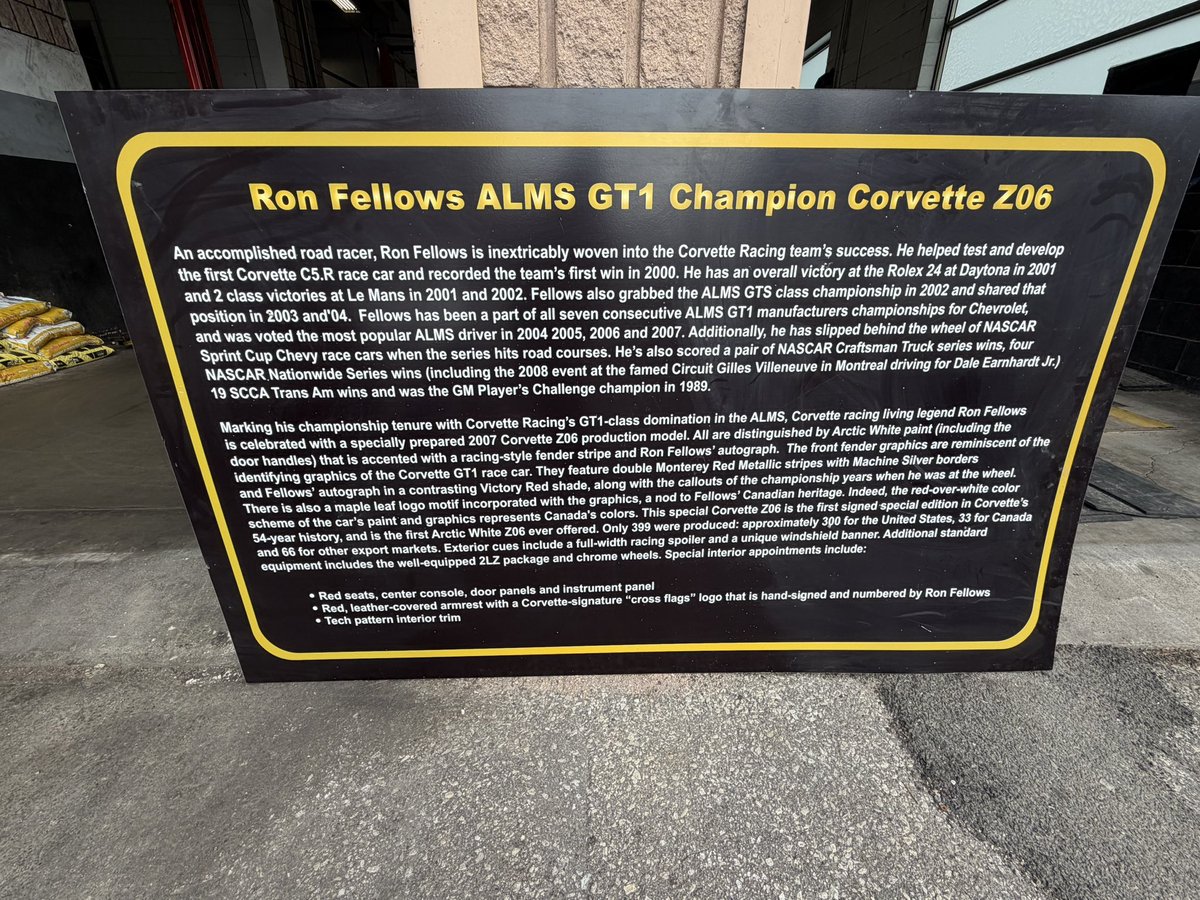 Ron Fellows ALMS GT1 Champion Corvette Z06
An accomplished road racer, Ron Fellows is inextricably woven into the Corvette Racing team's success. He helped test and develop
the first Corvette C5.R race car and recorded the team's first win in 2000. He has an overall victory at the Rolex 24 at Daytona in 2001
and 2 class victories at Le Mans in 2001 and 2002. Fellows also grabbed the ALMS GTS class championship in 2002 and shared that
position in 2003 and'04. Fellows has been a part of all seven consecutive ALMS GT1 manufacturers championships for Chevrolet,
and was voted the most popular ALMS driver in 2004 2005, 2006 and 2007. Additionally, he has slipped behind the wheel of NASCAR
Sprint Cup Chevy race cars when the series hits road courses. He's also scored a pair of NASCAR Craftsman Truck series wins, four
NASCAR Nationwide Series wins (including the 2008 event at the famed Circuit Gilles Villeneuve in Montreal driving for Dale Earnhardt Jr.)
19 SCCA Trans Am wins and was the GM Player's Challenge champion in 1989.
Marking his championship tenure with Corvette Racing's GT1-class domination in the ALMS, Corvette racing living legend Ron Fellows
is celebrated with a specially prepared 2007 Corvette Z06 production model. All are distinguished by Arctic White paint (including the
door handles) that is accented with a racing-style fender stripe and Ron Fellows' autograph. The front fender graphics are reminiscent of the
identifying graphics of the Corvette GT1 race car. They feature double Monterey Red Metallic stripes with Machine Silver borders
and Fellows' autograph in a contrasting Victory Red shade, along with the callouts of the championship years when he was at the wheel.
There is also a maple leaf logo motif incorporated with the graphics, a nod to Fellows' Canadian heritage. Indeed, the red-over-white color
scheme of the car's paint and graphics represents Canada's colors. This special Corvette Z06 is the first signed special edition in Corvette's
54-year history, and is the first Arctic White Z06 ever offered. Only 399 were produced: approximately 300 for the United States, 33 for Canada
and 66 for other export markets. Exterior cues include a full-width racing spoiler and a unique windshield banner. Additional standard
equipment includes the well-equipped 2LZ package and chrome wheels. Special interior appointments include:
• Red seats, center console, door panels and instrument panel
• Red, leather-covered armrest with a Corvette-signature "cross flags" logo that is hand-signed and numbered by Ron Fellows
• Tech pattern interior trim